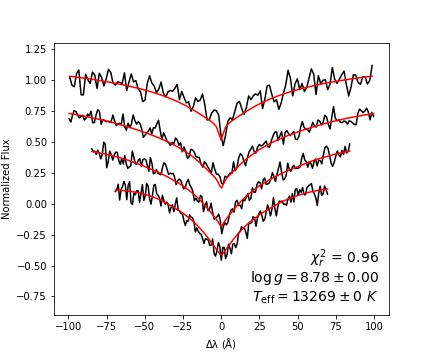 1.25
1.00
0.75
0.50
0.25
0.00
−0.25
−0.50
−0.75
Normalized Flux
χ²ᵣ = 0.96
log g = 8.78 ± 0.00
T_eff = 13269 ± 0 K
−100 −75 −50 −25 0 25 50 75 100
Δλ (Å)